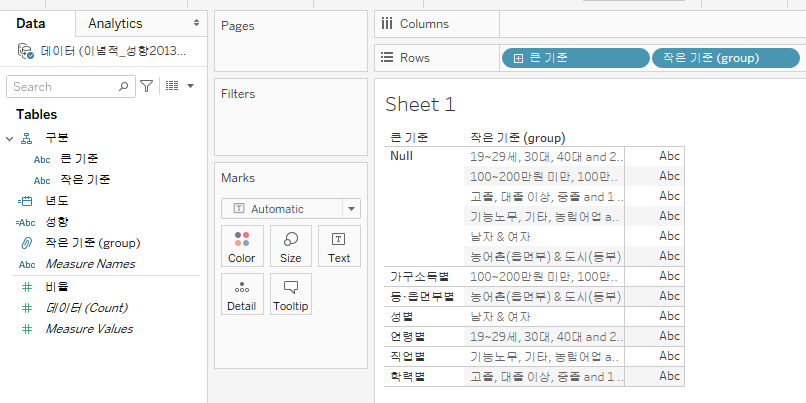 Data
Analytics
데이터 (이념적_성향2013...
Search
Tables
구분
Abc 큰 기준
Abc 작은 기준
년도
=Abc 성향
작은 기준 (group)
Abc Measure Names
비율
데이터 (Count)
Measure Values
Pages
Filters
Marks
Automatic
Color
Size
Text
Detail
Tooltip
Columns
Rows
큰 기준
작은 기준 (group)
Sheet 1
큰 기준 작은 기준 (group)
Null 19~29세, 30대, 40대 and 2.. Abc
100~200만원 미만, 100만.. Abc
고졸, 대졸 이상, 중졸 and 1 .. Abc
기능노무, 기타, 농림어업 a.. Abc
남자 & 여자 Abc
농어촌(읍면부) & 도시(동부) Abc
가구소득별 100~200만원 미만, 100만.. Abc
동·읍면부별 농어촌(읍면부) & 도시(동부) Abc
성별 남자 & 여자 Abc
연령별 19~29세, 30대, 40대 and 2.. Abc
직업별 기능노무, 기타, 농림어업 a.. Abc
학력별 고졸, 대졸 이상, 중졸 and 1 .. Abc